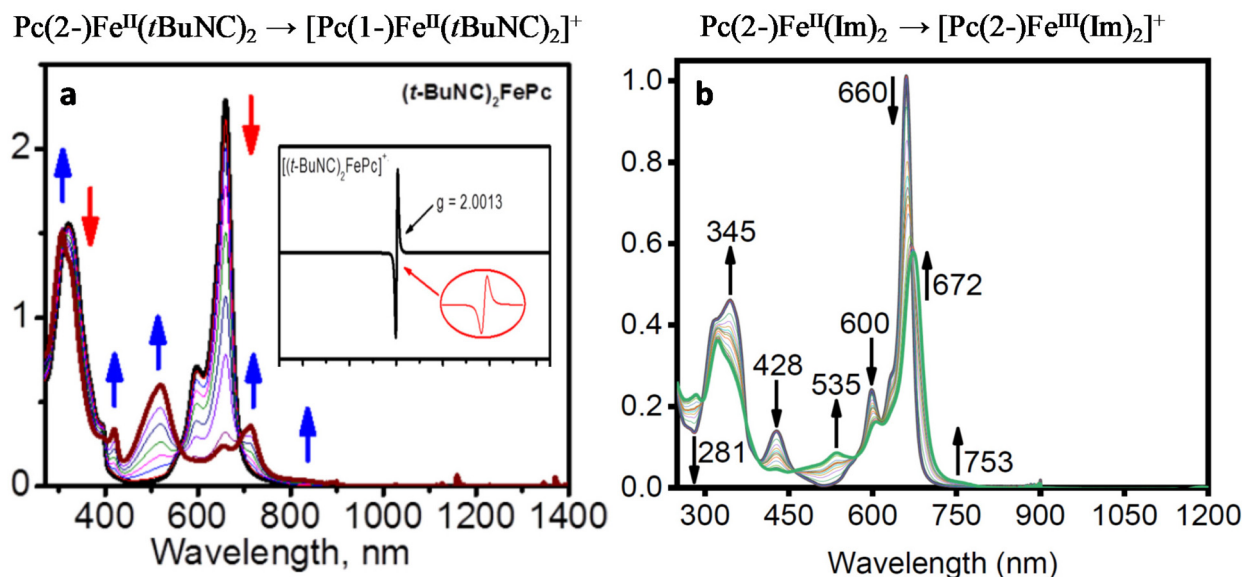 Pc(2-)Fe^II(tBuNC)₂ → [Pc(1-)Fe^II(tBuNC)₂]⁺
Pc(2-)Fe^II(Im)₂ → [Pc(2-)Fe^III(Im)₂]⁺
a
(t-BuNC)₂FePc
[(t-BuNC)₂FePc]⁺
g = 2.0013
2
1
0
400 600 800 1000 1200 1400
Wavelength, nm
b
1.0
0.8
0.6
0.4
0.2
0.0
660
345
672
600
428
535
281
753
300 450 600 750 900 1050 1200
Wavelength (nm)